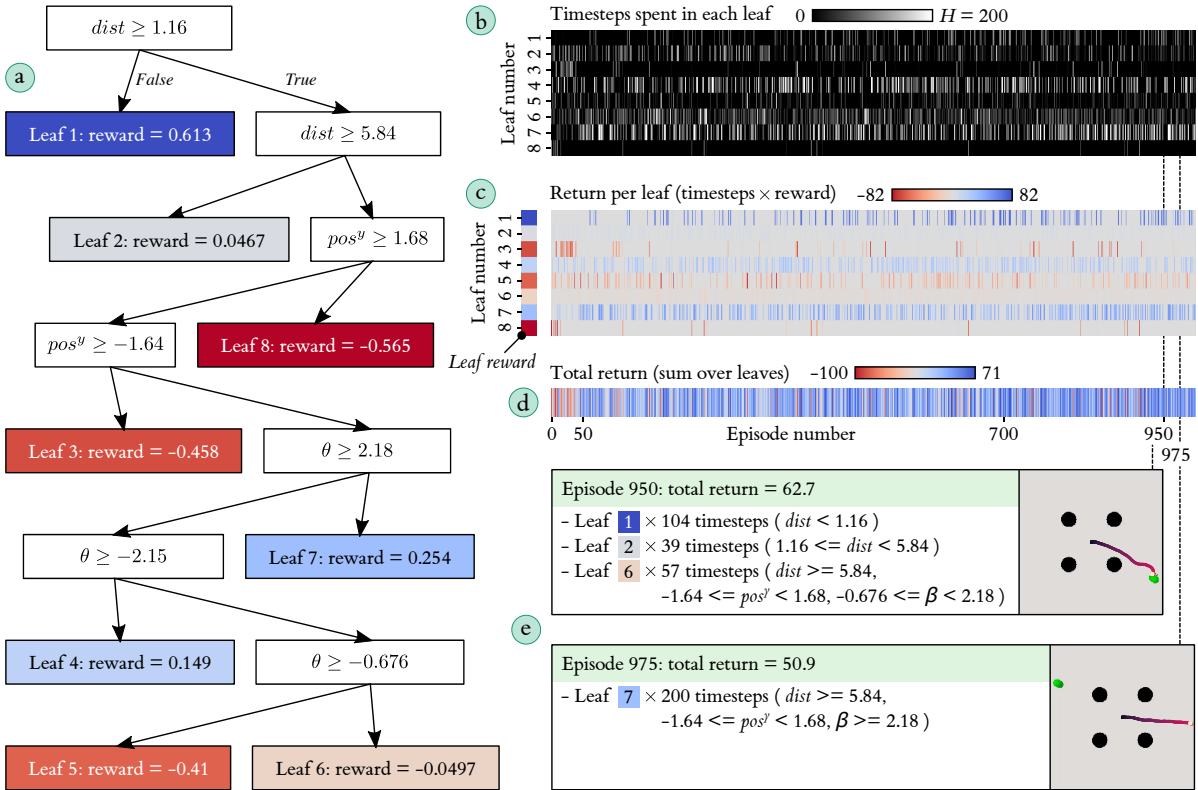 a
dist ≥ 1.16
False
True
Leaf 1: reward = 0.613
dist ≥ 5.84
Leaf 2: reward = 0.0467
pos^y ≥ 1.68
pos^y ≥ −1.64
Leaf 8: reward = -0.565
Leaf 3: reward = -0.458
θ ≥ 2.18
θ ≥ −2.15
Leaf 7: reward = 0.254
Leaf 4: reward = 0.149
θ ≥ −0.676
Leaf 5: reward = -0.41
Leaf 6: reward = -0.0497
b
Timesteps spent in each leaf
0
H = 200
Leaf number
1
2
3
4
5
6
7
8
c
Return per leaf (timesteps × reward)
-82
82
Leaf number
1
2
3
4
5
6
7
8
Leaf reward
Total return (sum over leaves)
-100
71
d
0
50
Episode number
700
950
975
e
Episode 950: total return = 62.7
– Leaf 1 × 104 timesteps ( dist < 1.16 )
– Leaf 2 × 39 timesteps ( 1.16 <= dist < 5.84 )
– Leaf 6 × 57 timesteps ( dist >= 5.84,
-1.64 <= pos^y < 1.68, -0.676 <= β < 2.18 )
Episode 975: total return = 50.9
– Leaf 7 × 200 timesteps ( dist >= 5.84,
-1.64 <= pos^y < 1.68, β >= 2.18 )